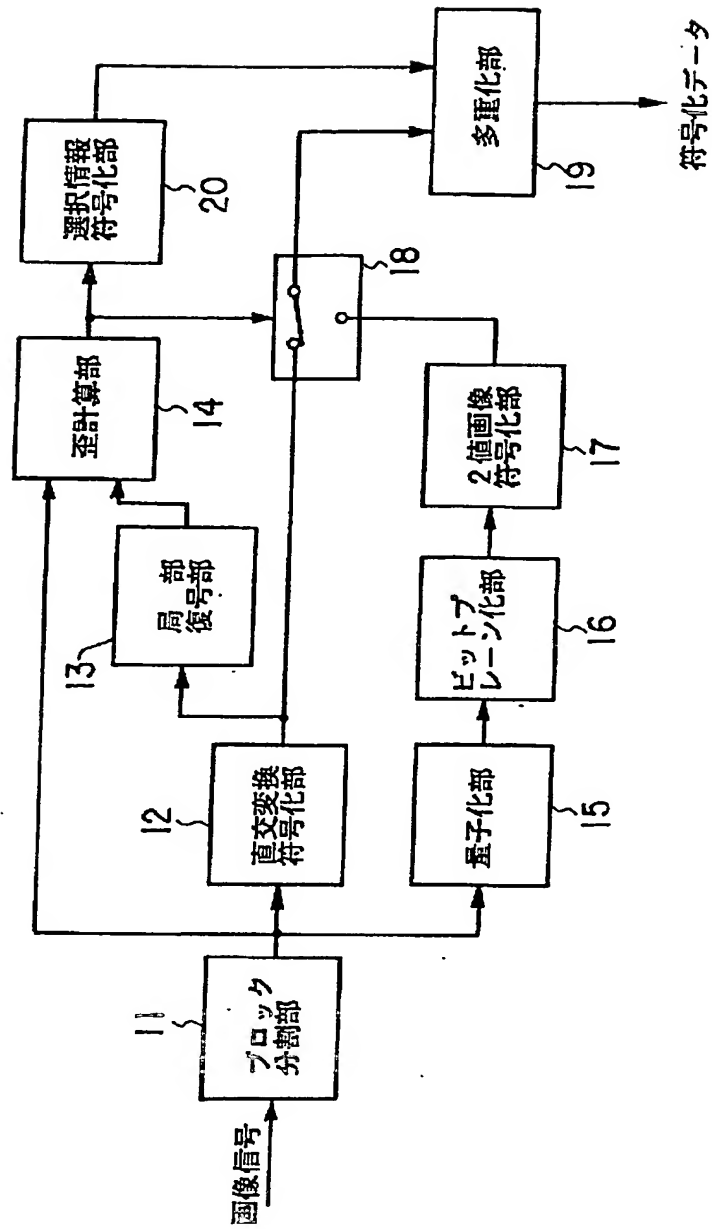 画像信号
11
ブロック
分割部
12
直交変換
符号化部
13
局部
復号部
歪計算部
14
選択情報
符号化部
20
18
量子化部
15
ビットプ
レーン化部
16
2値画像
符号化部
17
多重化部
19
符号化データ